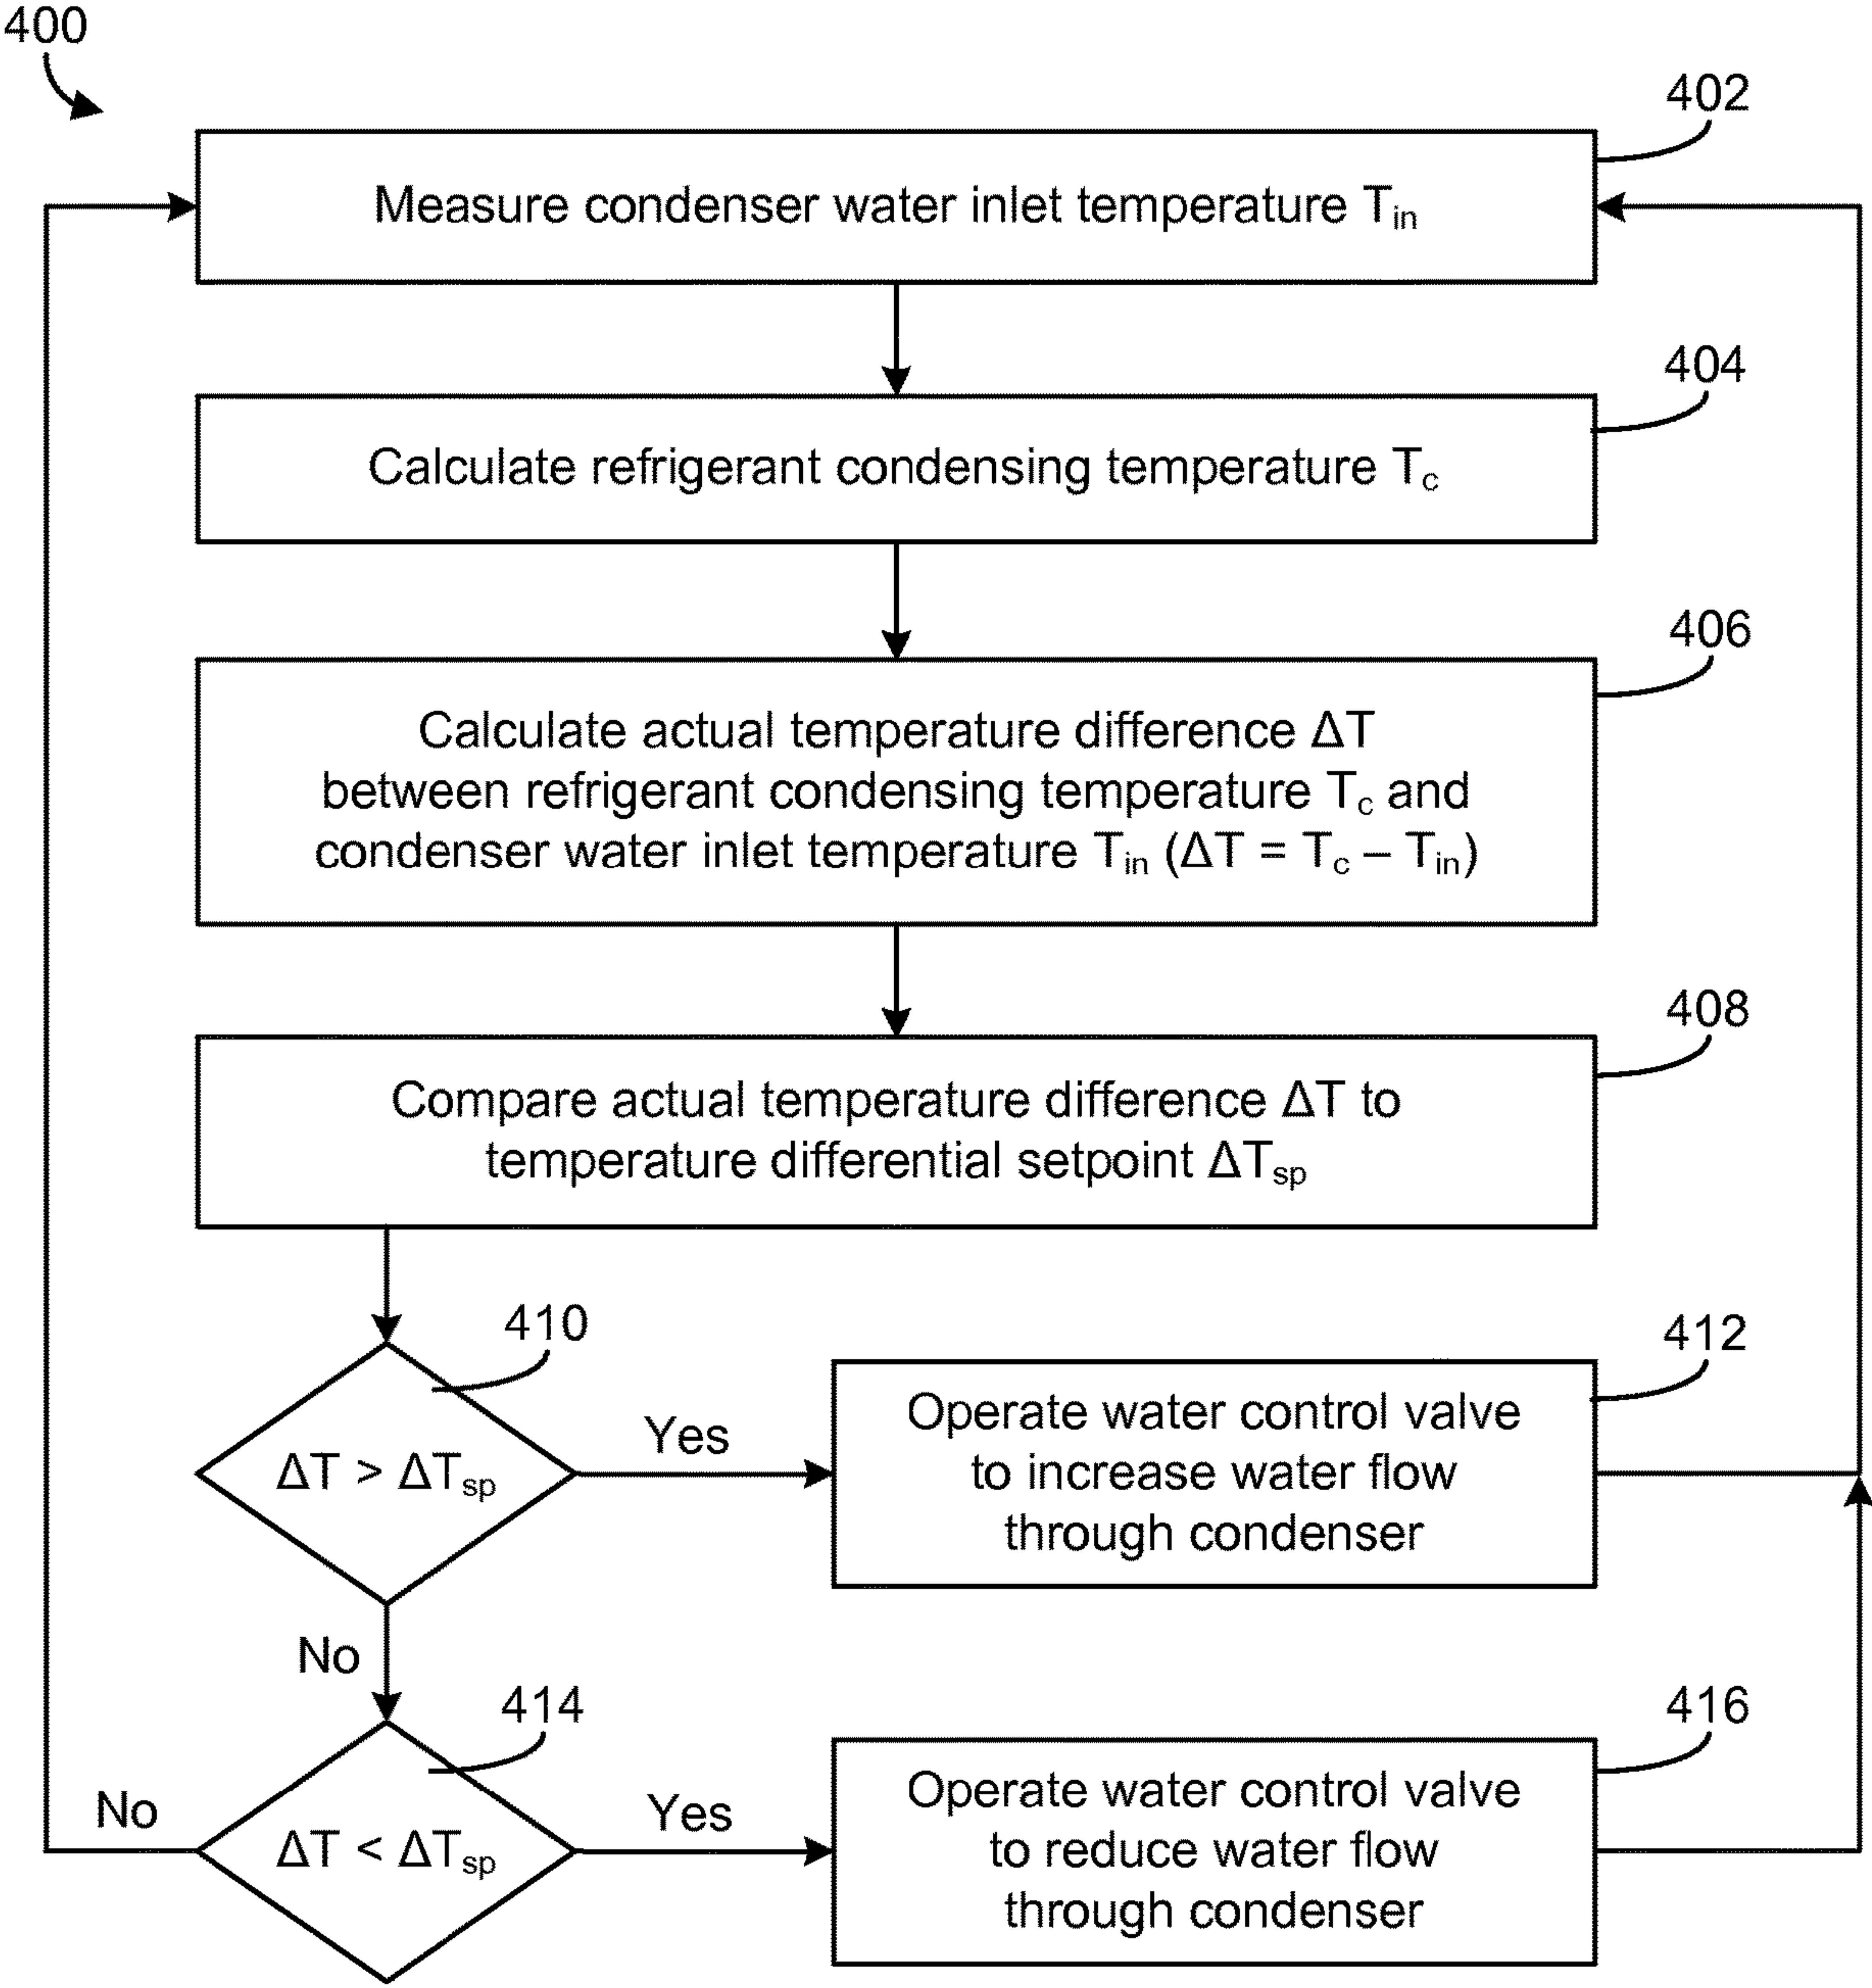 400
402
Measure condenser water inlet temperature Tin
404
Calculate refrigerant condensing temperature Tc
406
Calculate actual temperature difference ΔT
between refrigerant condensing temperature Tc and
condenser water inlet temperature Tin (ΔT = Tc – Tin)
408
Compare actual temperature difference ΔT to
temperature differential setpoint ΔTsp
410
ΔT > ΔTsp
Yes
412
Operate water control valve
to increase water flow
through condenser
No
414
ΔT < ΔTsp
No
Yes
416
Operate water control valve
to reduce water flow
through condenser